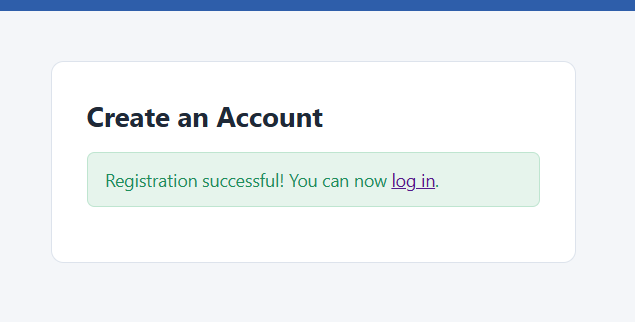 Create an Account
Registration successful! You can now log in.